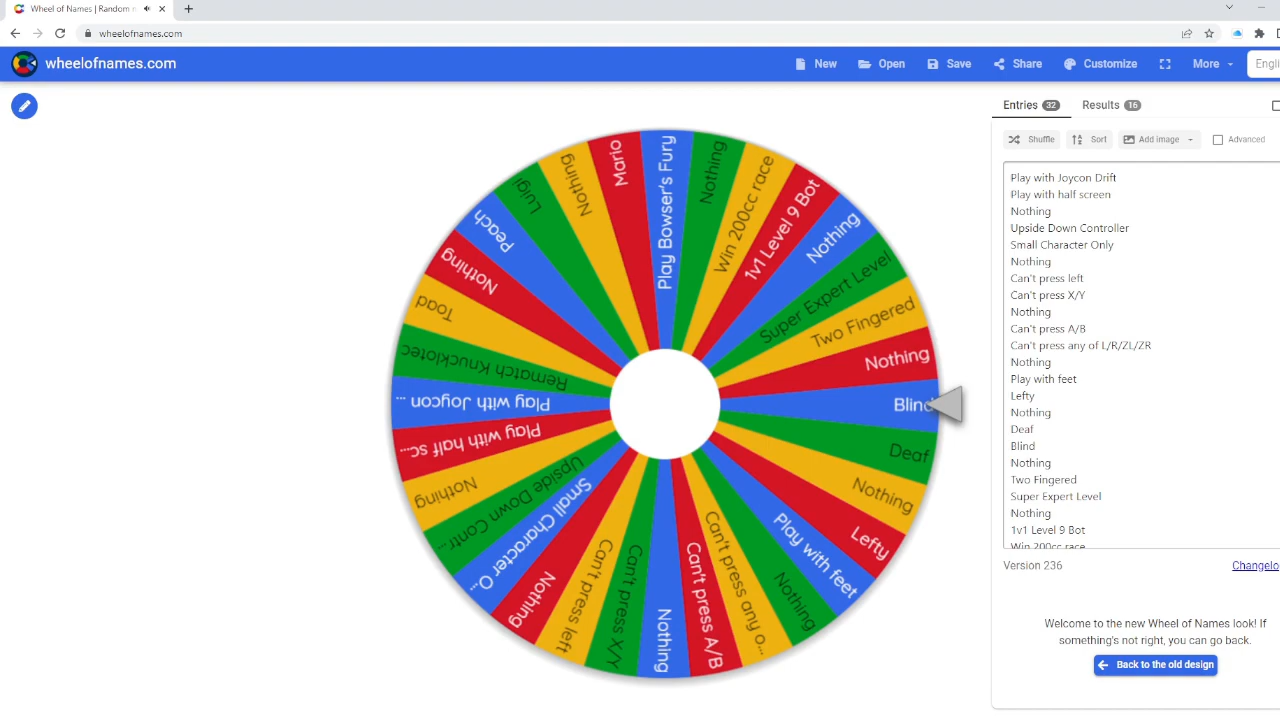 Wheel of Names | Random n
wheelofnames.com
wheelofnames.com
New
Open
Save
Share
Customize
More
Engli
Entries 32
Results 16
Shuffle
Sort
Add image
Advanced
Play with Joycon Drift
Play with half screen
Nothing
Upside Down Controller
Small Character Only
Nothing
Can't press left
Can't press X/Y
Nothing
Can't press A/B
Can't press any of L/R/ZL/ZR
Nothing
Play with feet
Lefty
Nothing
Deaf
Blind
Nothing
Two Fingered
Super Expert Level
Nothing
1v1 Level 9 Bot
Win 200cc race
Version 236
Changelo
Welcome to the new Wheel of Names look! If
something's not right, you can go back.
Back to the old design
Play Bowser's Fury
Nothing
Win 200cc race
1v1 Level 9 Bot
Nothing
Super Expert Level
Two Fingered
Nothing
Blind
Deaf
Nothing
Lefty
Play with feet
Nothing
Can't press any o...
Can't press A/B
Nothing
Can't press X/Y
Can't press left
Nothing
Small Character O...
Upside Down Contr...
Nothing
Play with half sc...
Play with Joycon ...
Rematch Knucklotec
Toad
Nothing
Peach
Luigi
Nothing
Mario